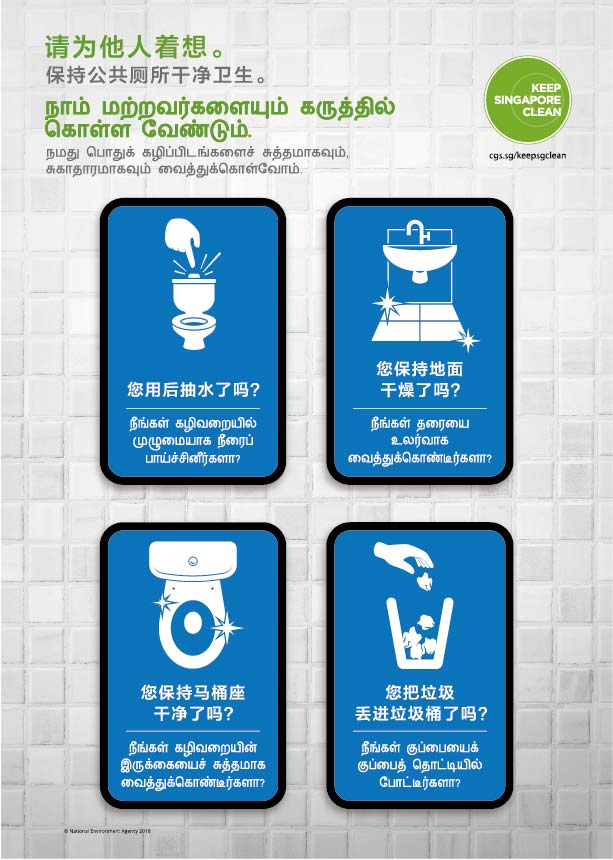 请为他人着想。
保持公共厕所干净卫生。
நாம் மற்றவர்களையும் கருத்தில்
கொள்ள வேண்டும்.
நமது பொதுக் கழிப்பிடங்களைச் சுத்தமாகவும்,
சுகாதாரமாகவும் வைத்துக்கொள்வோம்.
KEEP
SINGAPORE
CLEAN
cgs.sg/keepsgclean
您用后抽水了吗?
நீங்கள் கழிவறையில்
முழுமையாக நீரைப்
பாய்ச்சினீர்களா?
您保持地面
干燥了吗?
நீங்கள் தரையை
உலர்வாக
வைத்துக்கொண்டீர்களா?
您保持马桶座
干净了吗?
நீங்கள் கழிவறையின்
இருக்கையைச் சுத்தமாக
வைத்துக்கொண்டீர்களா?
您把垃圾
丢进垃圾桶了吗?
நீங்கள் குப்பையைக்
குப்பைத் தொட்டியில்
போட்டீர்களா?
© National Environment Agency 2018